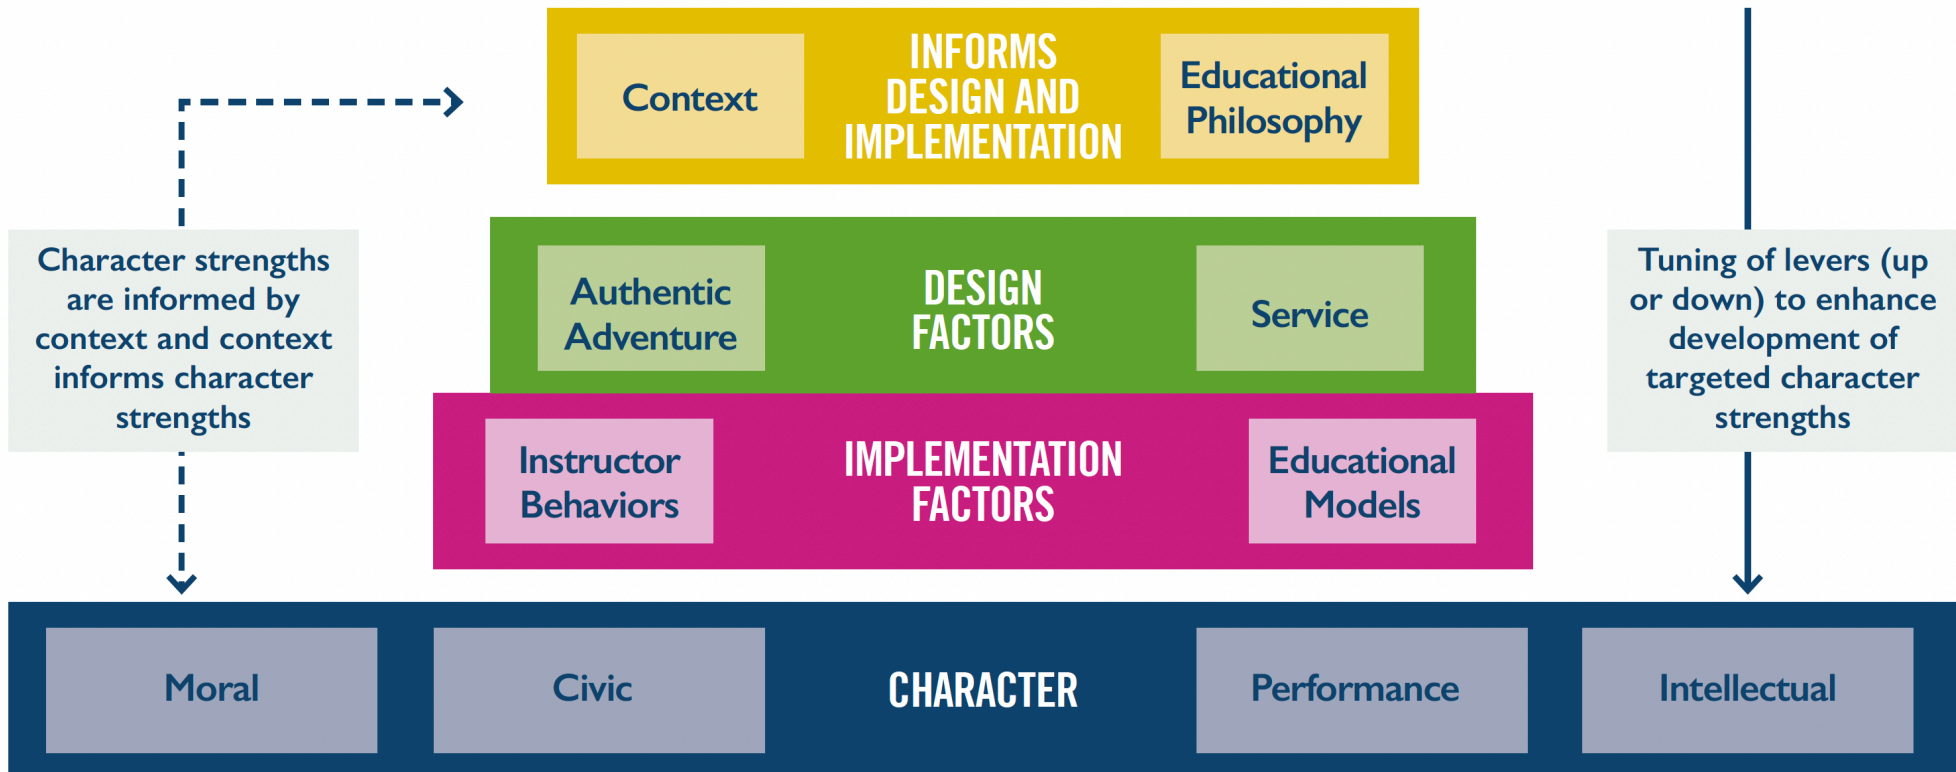 Context
INFORMS
DESIGN AND
IMPLEMENTATION
Educational
Philosophy
Character strengths
are informed by
context and context
informs character
strengths
Authentic
Adventure
DESIGN
FACTORS
Service
Tuning of levers (up
or down) to enhance
development of
targeted character
strengths
Instructor
Behaviors
IMPLEMENTATION
FACTORS
Educational
Models
Moral
Civic
CHARACTER
Performance
Intellectual